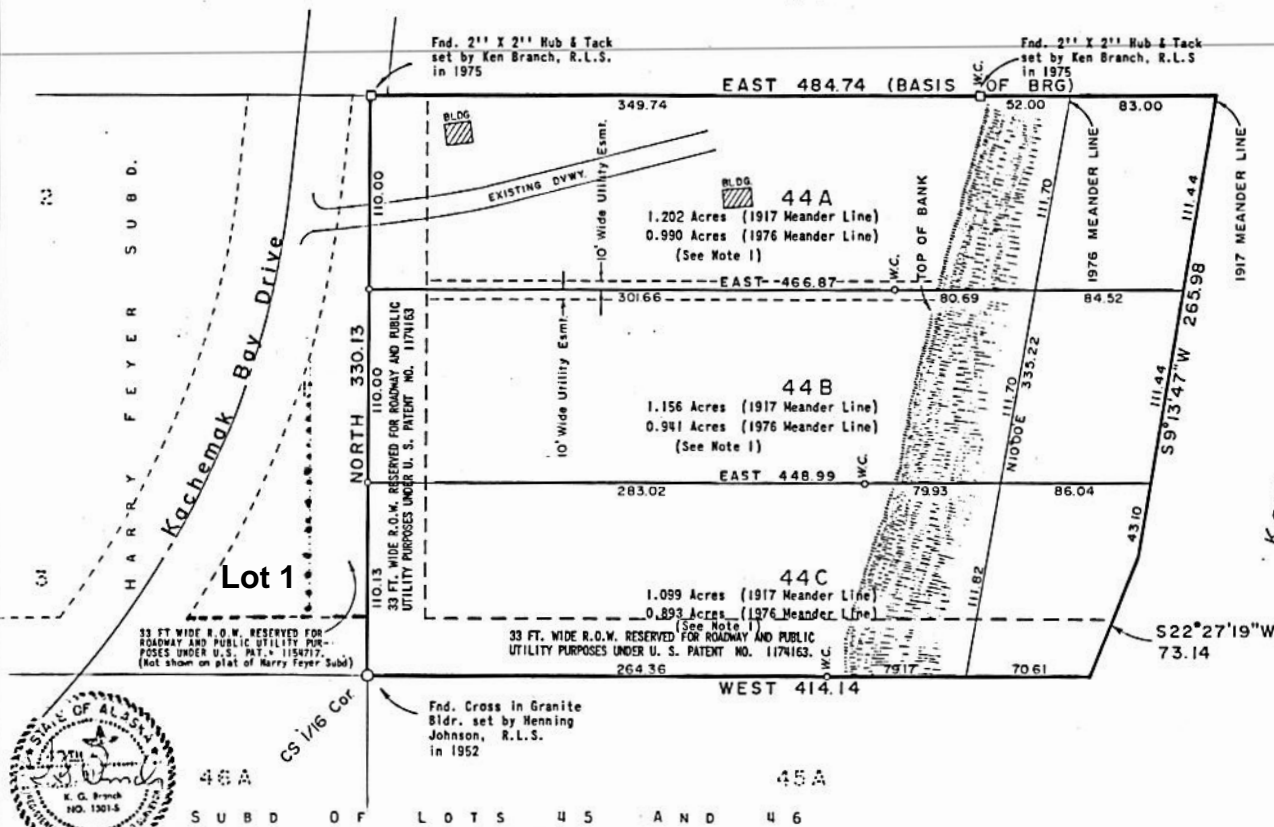 Fnd. 2" X 2" Hub & Tack
set by Ken Branch, R.L.S.
in 1975
Fnd. 2" X 2" Hub & Tack
set by Ken Branch, R.L.S
in 1975
W.C.
EAST 484.74 (BASIS OF BRG)
349.74
52.00
83.00
BLDG
EXISTING DVWY.
10' Wide Utility Esmt.
BLDG
44A
1.202 Acres (1917 Meander Line)
0.990 Acres (1976 Meander Line)
(See Note 1)
TOP OF BANK
111.70
1976 MEANDER LINE
111.44
1917 MEANDER LINE
110.00
HARRY FEYER SUBD.
Kachemak Bay Drive
W.C.
EAST 466.87
301.66
80.69
84.52
S 9°13'47"W 265.98
NORTH 330.13
110.00
33 FT. WIDE R.O.W. RESERVED FOR ROADWAY AND PUBLIC
UTILITY PURPOSES UNDER U. S. PATENT NO. 1174163
10' Wide Utility Esmt.
44B
1.156 Acres (1917 Meander Line)
0.941 Acres (1976 Meander Line)
(See Note 1)
111.70
335.22
N10°00'E
111.44
EAST 448.99
W.C.
283.02
79.93
86.04
43.10
Lot 1
110.13
44C
1.099 Acres (1917 Meander Line)
0.893 Acres (1976 Meander Line)
(See Note 1)
111.82
33 FT WIDE R.O.W. RESERVED FOR
ROADWAY AND PUBLIC UTILITY PUR-
POSES UNDER U.S. PAT. 1154717.
(Not shown on plat of Harry Feyer Subd)
33 FT. WIDE R.O.W. RESERVED FOR ROADWAY AND PUBLIC
UTILITY PURPOSES UNDER U. S. PATENT NO. 1174163.
S22°27'19"W
73.14
264.36
W.C.
79.17
70.61
WEST 414.14
CS 1/16 Cor.
Fnd. Cross in Granite
Bldr. set by Henning
Johnson, R.L.S.
in 1952
STATE OF ALASKA
49TH
K. G. Branch
NO. 1301-S
46A
45A
SUBD OF LOTS 45 AND 46